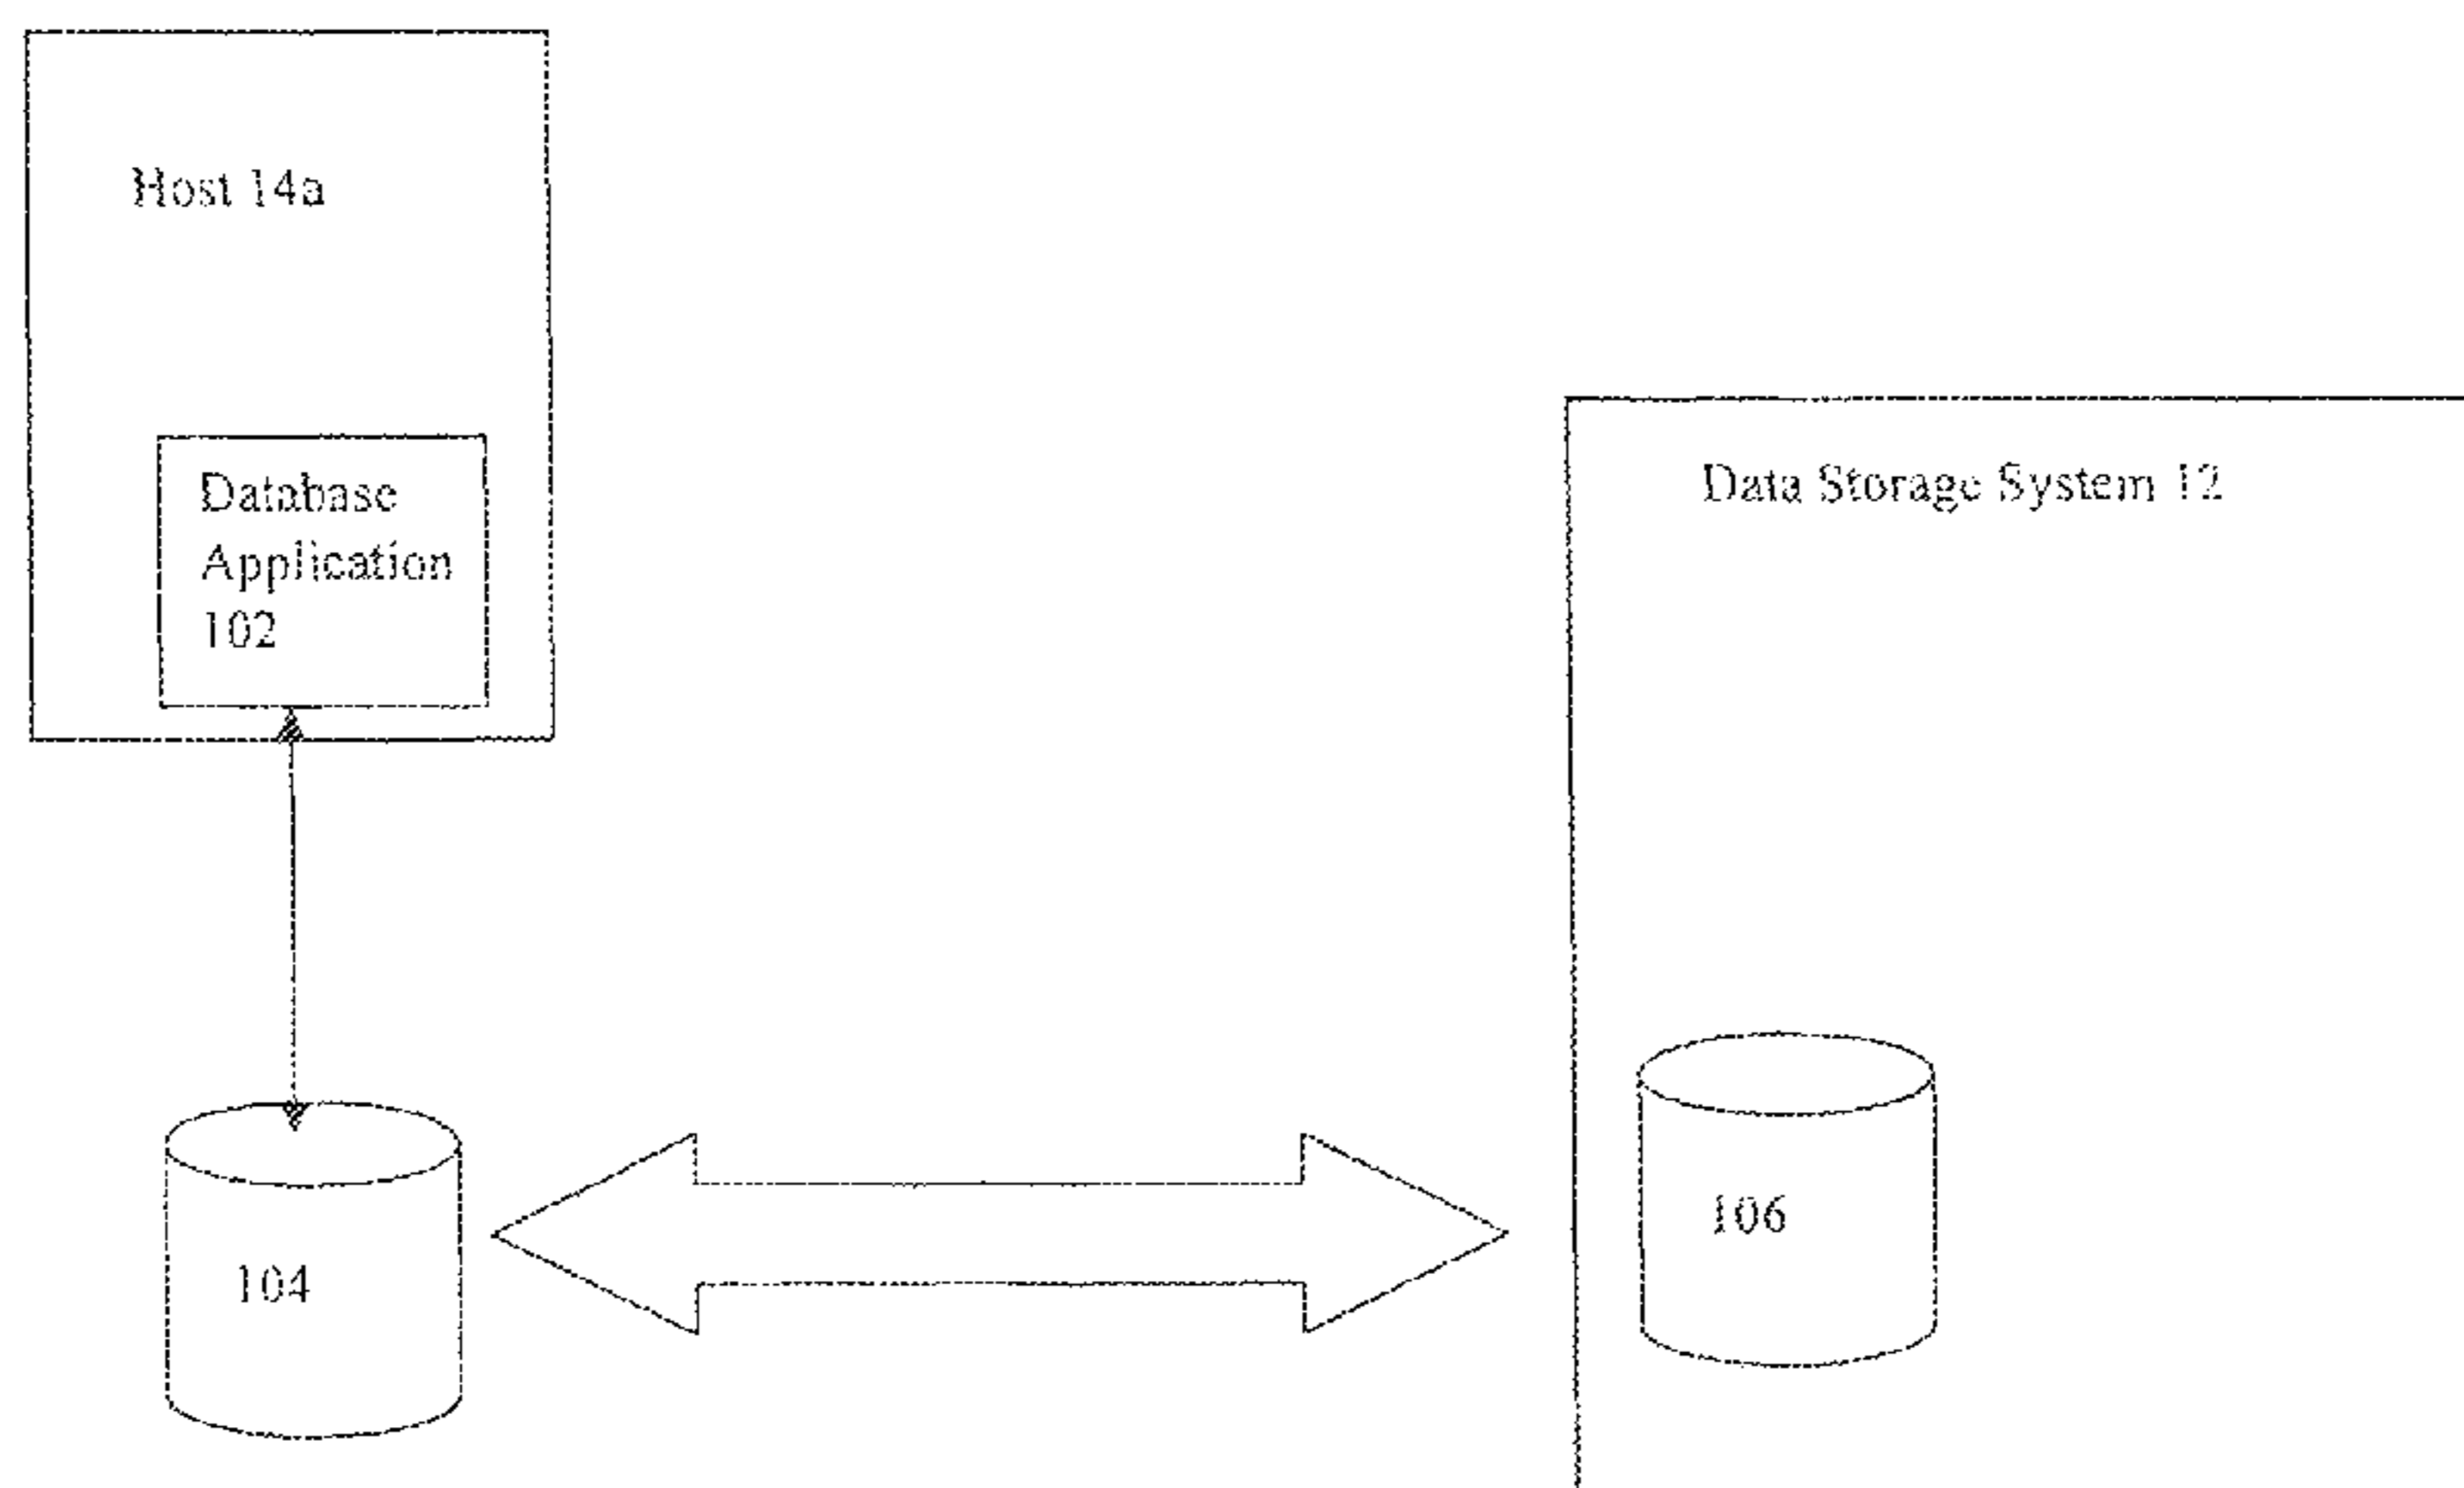 Host 14a
Database
Application
102
Data Storage System 12
104
106